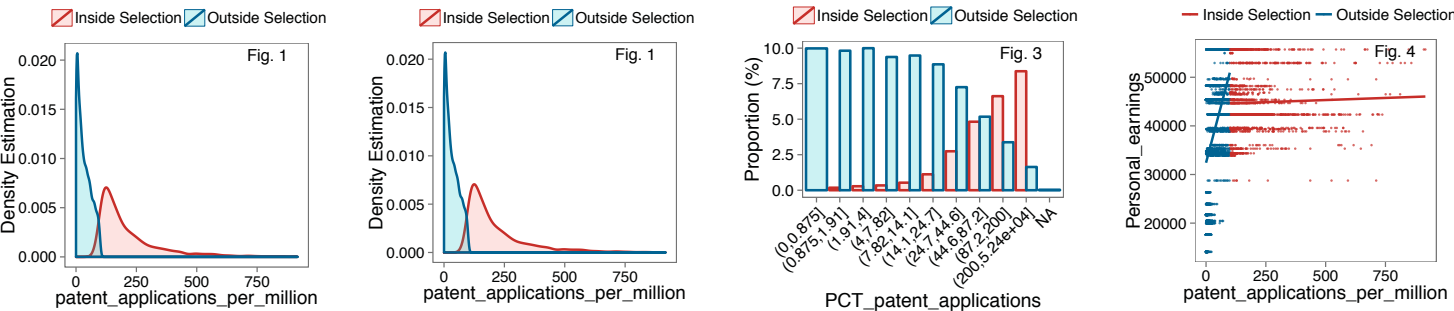 Inside Selection Outside Selection
Fig. 1
Density Estimation
0.020
0.015
0.010
0.005
0.000
0 250 500 750
patent_applications_per_million
Inside Selection Outside Selection
Fig. 1
Density Estimation
0.020
0.015
0.010
0.005
0.000
0 250 500 750
patent_applications_per_million
Inside Selection Outside Selection
Fig. 3
Proportion (%)
10.0
7.5
5.0
2.5
0.0
(0,0.875]
(0.875,1.91]
(1.91,4]
(4,7.82]
(7.82,14.1]
(14.1,24.7]
(24.7,44.6]
(44.6,87.2]
(87.2,200]
(200,5.24e+04]
NA
PCT_patent_applications
Inside Selection Outside Selection
Fig. 4
Personal_earnings
50000
40000
30000
20000
0 250 500 750
patent_applications_per_million